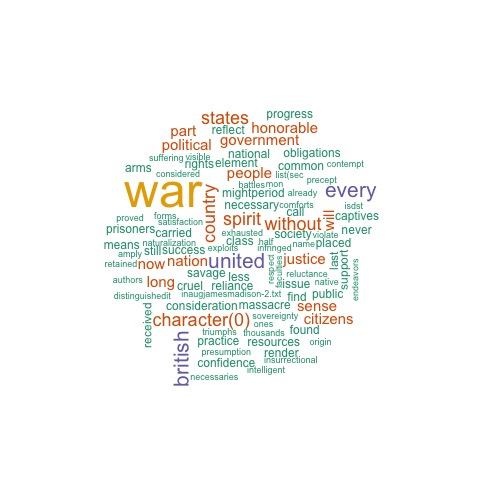 states progress
part reflect honorable
political government
suffering visible national obligations
rights element common contempt
arms considered people list(sec
battles mon precept
war country mightperiod already every
necessary comforts isdst
proved forms spirit call will captives
satisfaction without
prisoners carried exhausted society violate never
means naturalization class half name placed
amply still success exploits infringed
retained now nation united respect faculties justice last support endeavors
savage less reluctance
authors long cruel reliance issue native
distinguishedit inaugjamesmadison-2.txt find public
received consideration massacre sense
character(0) sovereignty citizens
ones
british triumphs thousands found
practice resources origin
presumption render
confidence insurrectional
intelligent
necessaries